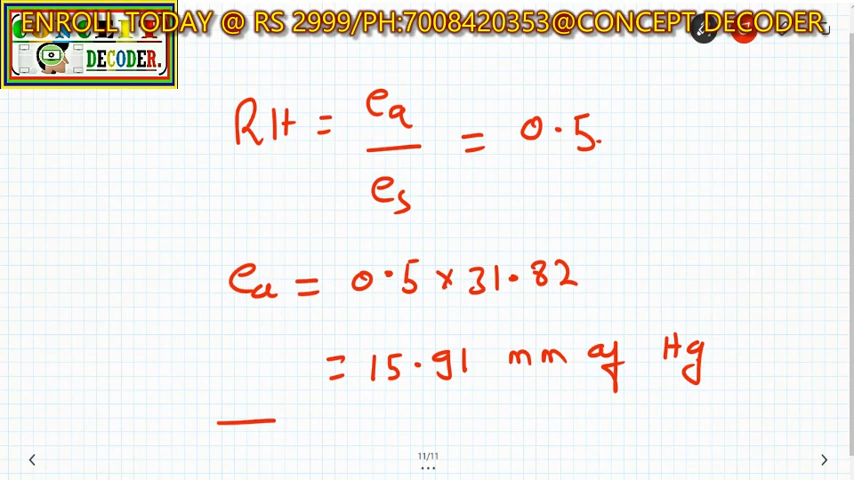 ENROLL TODAY @ RS 2999/PH:7008420353@CONCEPT DECODER.
DECODER.
RH = ea / es = 0.5.
ea = 0.5 × 31.82
= 15.91 mm of Hg
11/11